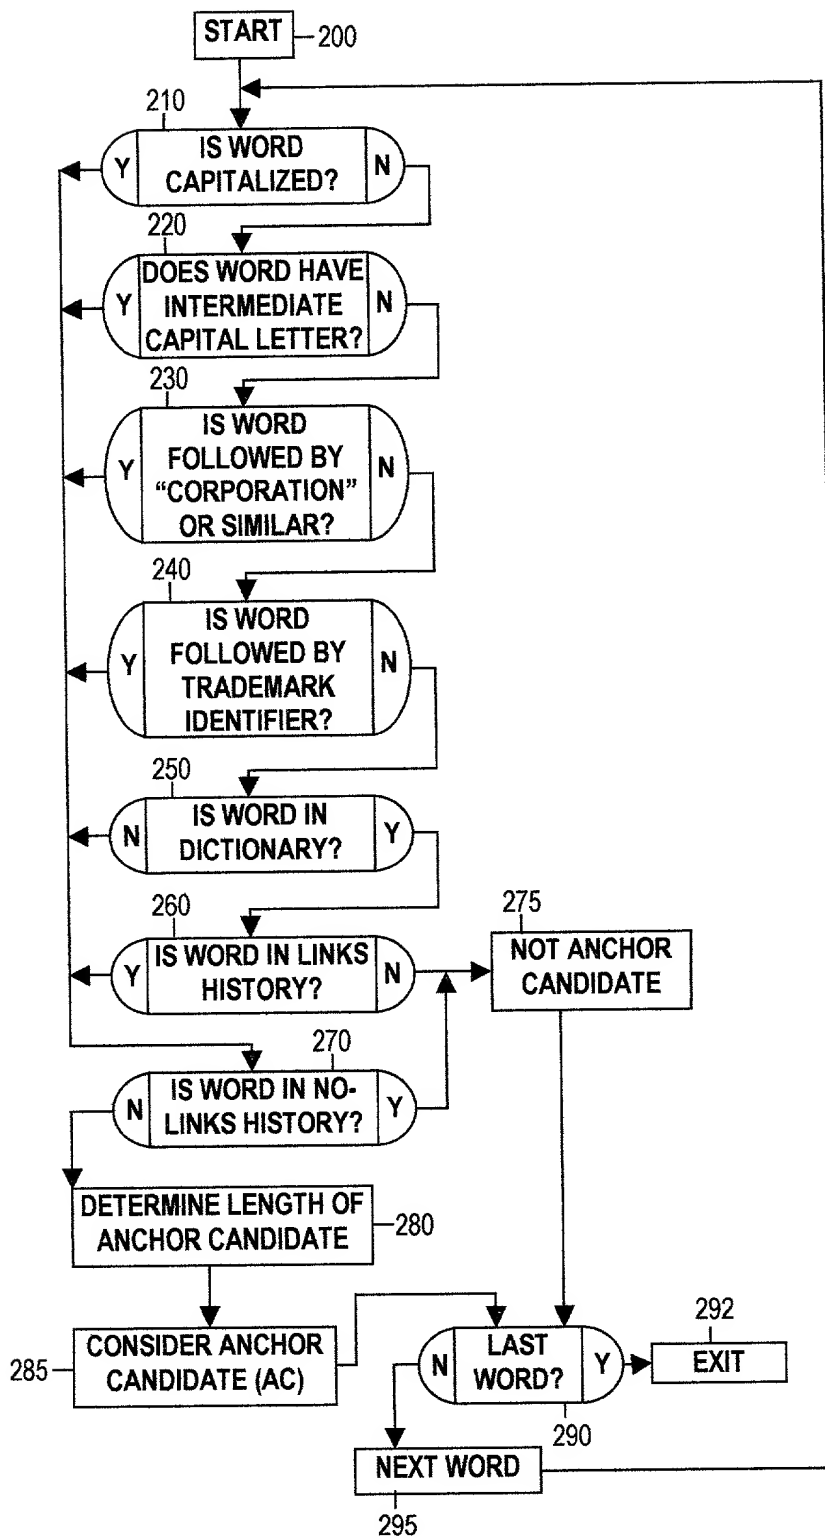 START
200
210
Y
IS WORD
CAPITALIZED?
N
220
Y
DOES WORD HAVE
INTERMEDIATE
CAPITAL LETTER?
N
230
Y
IS WORD
FOLLOWED BY
“CORPORATION”
OR SIMILAR?
N
240
Y
IS WORD
FOLLOWED BY
TRADEMARK
IDENTIFIER?
N
250
N
IS WORD IN
DICTIONARY?
Y
260
Y
IS WORD IN LINKS
HISTORY?
N
275
NOT ANCHOR
CANDIDATE
270
N
IS WORD IN NO-
LINKS HISTORY?
Y
DETERMINE LENGTH OF
ANCHOR CANDIDATE
280
CONSIDER ANCHOR
CANDIDATE (AC)
285
N
LAST
WORD?
Y
290
292
EXIT
NEXT WORD
295